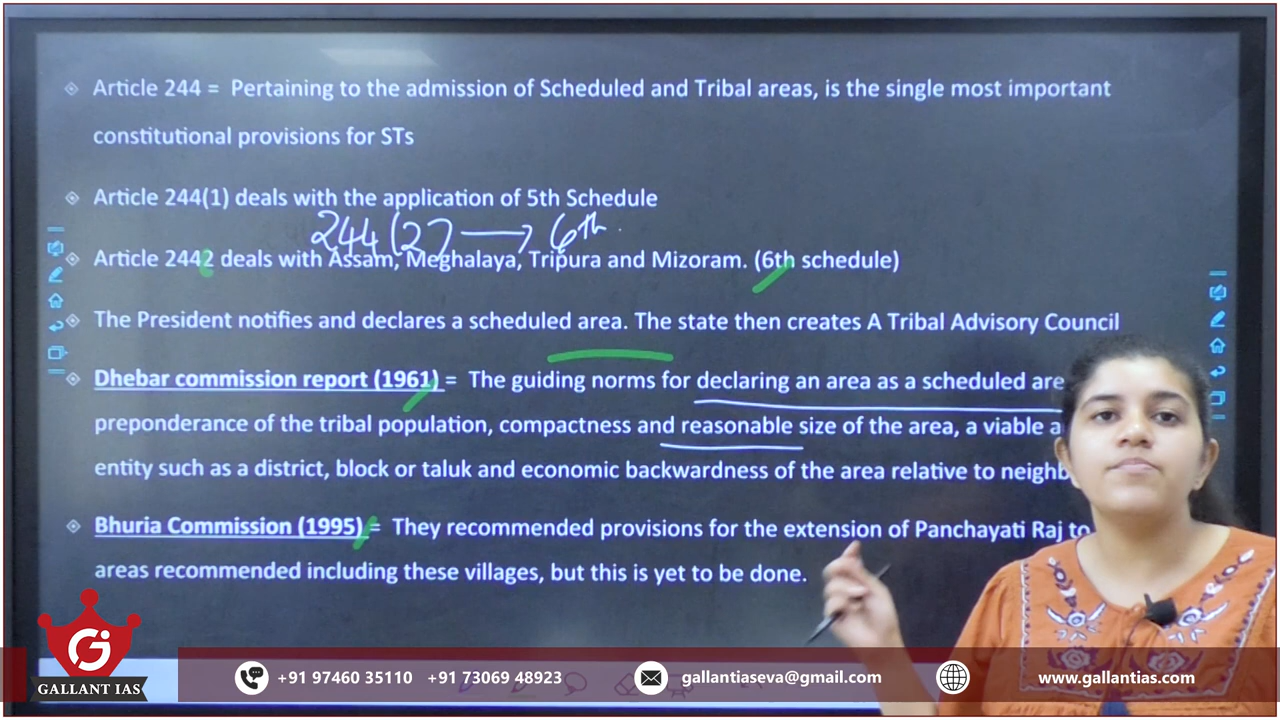 Article 244 = Pertaining to the admission of Scheduled and Tribal areas, is the single most important
constitutional provisions for STs
Article 244(1) deals with the application of 5th Schedule
244(2) → 6th.
Article 2442 deals with Assam, Meghalaya, Tripura and Mizoram. (6th schedule)
The President notifies and declares a scheduled area. The state then creates A Tribal Advisory Council
Dhebar commission report (1961) = The guiding norms for declaring an area as a scheduled are
preponderance of the tribal population, compactness and reasonable size of the area, a viable a
entity such as a district, block or taluk and economic backwardness of the area relative to neighb
Bhuria Commission (1995) = They recommended provisions for the extension of Panchayati Raj to
areas recommended including these villages, but this is yet to be done.
Gi
GALLANT IAS
+91 97460 35110 +91 73069 48923
gallantiaseva@gmail.com
www.gallantias.com